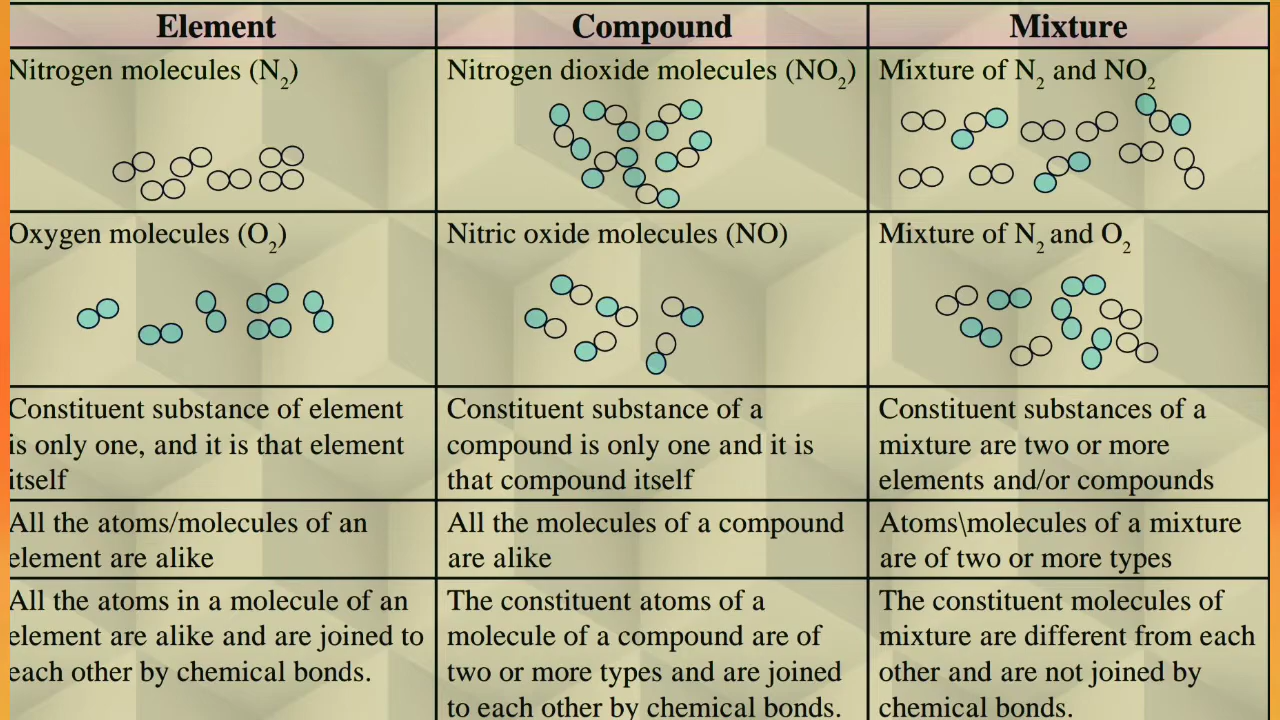 Element Compound Mixture
Nitrogen molecules (N₂) Nitrogen dioxide molecules (NO₂) Mixture of N₂ and NO₂
Oxygen molecules (O₂) Nitric oxide molecules (NO) Mixture of N₂ and O₂
Constituent substance of element
is only one, and it is that element
itself
Constituent substance of a
compound is only one and it is
that compound itself
Constituent substances of a
mixture are two or more
elements and/or compounds
All the atoms/molecules of an
element are alike
All the molecules of a compound
are alike
Atoms\molecules of a mixture
are of two or more types
All the atoms in a molecule of an
element are alike and are joined to
each other by chemical bonds.
The constituent atoms of a
molecule of a compound are of
two or more types and are joined
to each other by chemical bonds.
The constituent molecules of
mixture are different from each
other and are not joined by
chemical bonds.